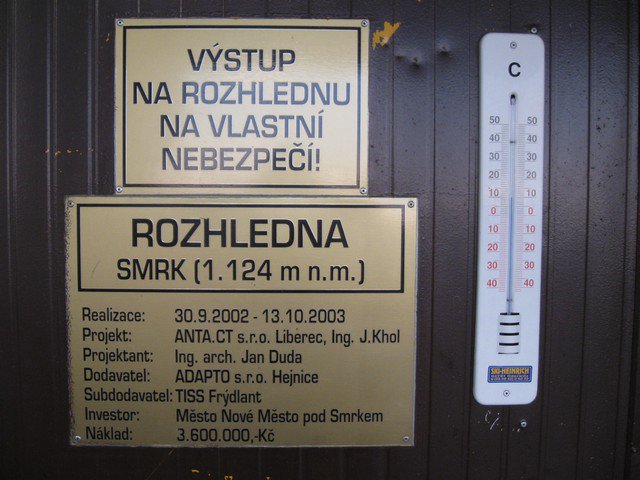 VÝSTUP
NA ROZHLEDNU
NA VLASTNÍ
NEBEZPEČÍ!
ROZHLEDNA
SMRK (1.124 m n.m.)
Realizace: 30.9.2002 - 13.10.2003
Projekt: ANTA.CT s.r.o. Liberec, Ing. J.Khol
Projektant: Ing. arch. Jan Duda
Dodavatel: ADAPTO s.r.o. Hejnice
Subdodavatel: TISS Frýdlant
Investor: Město Nové Město pod Smrkem
Náklad: 3.600.000,-Kč
C
50 50
40 40
30 30
20 20
10 10
0 0
10 10
20 20
30 30
40 40
SKI-HEINRICH